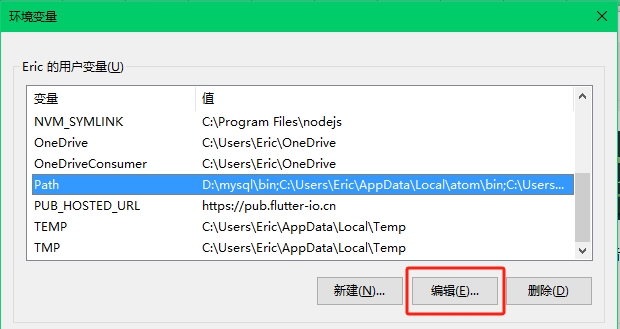 环境变量
Eric 的用户变量(U)
变量 值
NVM_SYMLINK C:\Program Files\nodejs
OneDrive C:\Users\Eric\OneDrive
OneDriveConsumer C:\Users\Eric\OneDrive
Path D:\mysql\bin;C:\Users\Eric\AppData\Local\atom\bin;C:\Users...
PUB_HOSTED_URL https://pub.flutter-io.cn
TEMP C:\Users\Eric\AppData\Local\Temp
TMP C:\Users\Eric\AppData\Local\Temp
新建(N)... 编辑(E)... 删除(D)